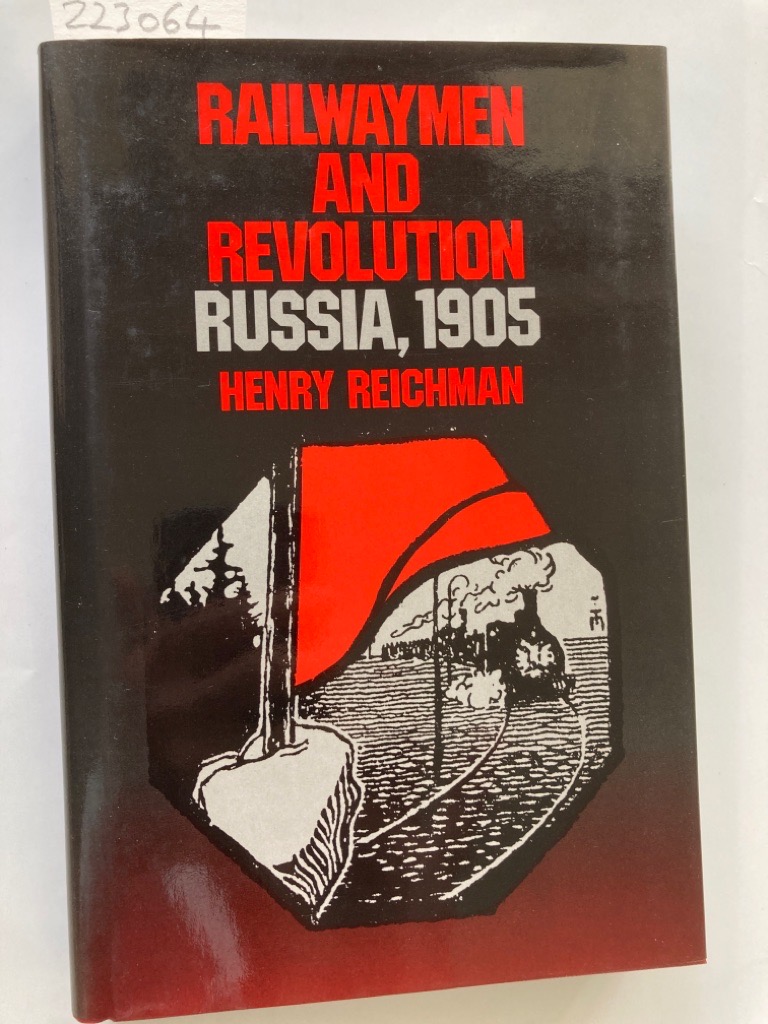 223064
RAILWAYMEN
AND
REVOLUTION
RUSSIA, 1905
HENRY REICHMAN